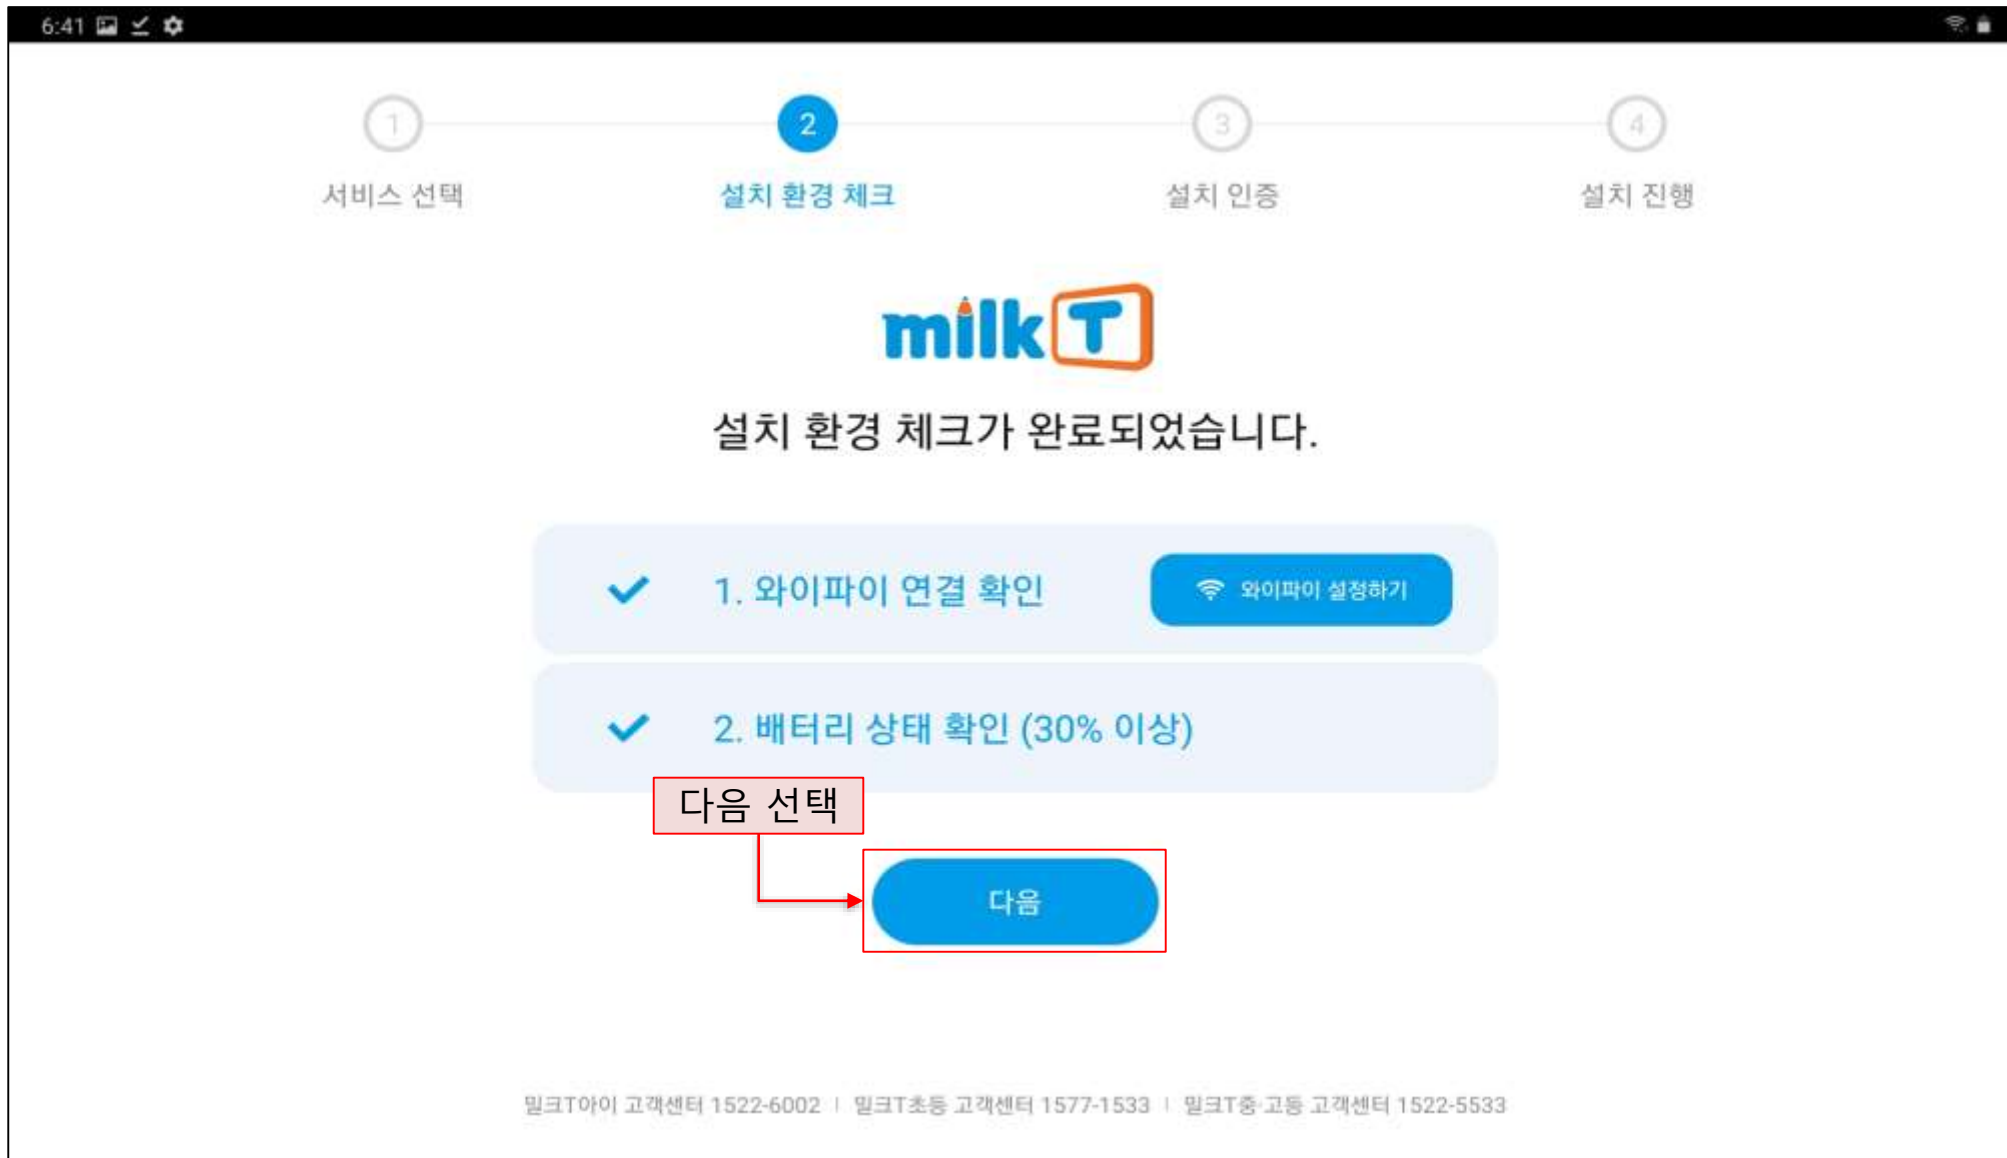 6:41
1
2
3
4
서비스 선택
설치 환경 체크
설치 인증
설치 진행
milkT
설치 환경 체크가 완료되었습니다.
1. 와이파이 연결 확인
와이파이 설정하기
2. 배터리 상태 확인 (30% 이상)
다음 선택
다음
밀크T아이 고객센터 1522-6002 | 밀크T초등 고객센터 1577-1533 | 밀크T중·고등 고객센터 1522-5533